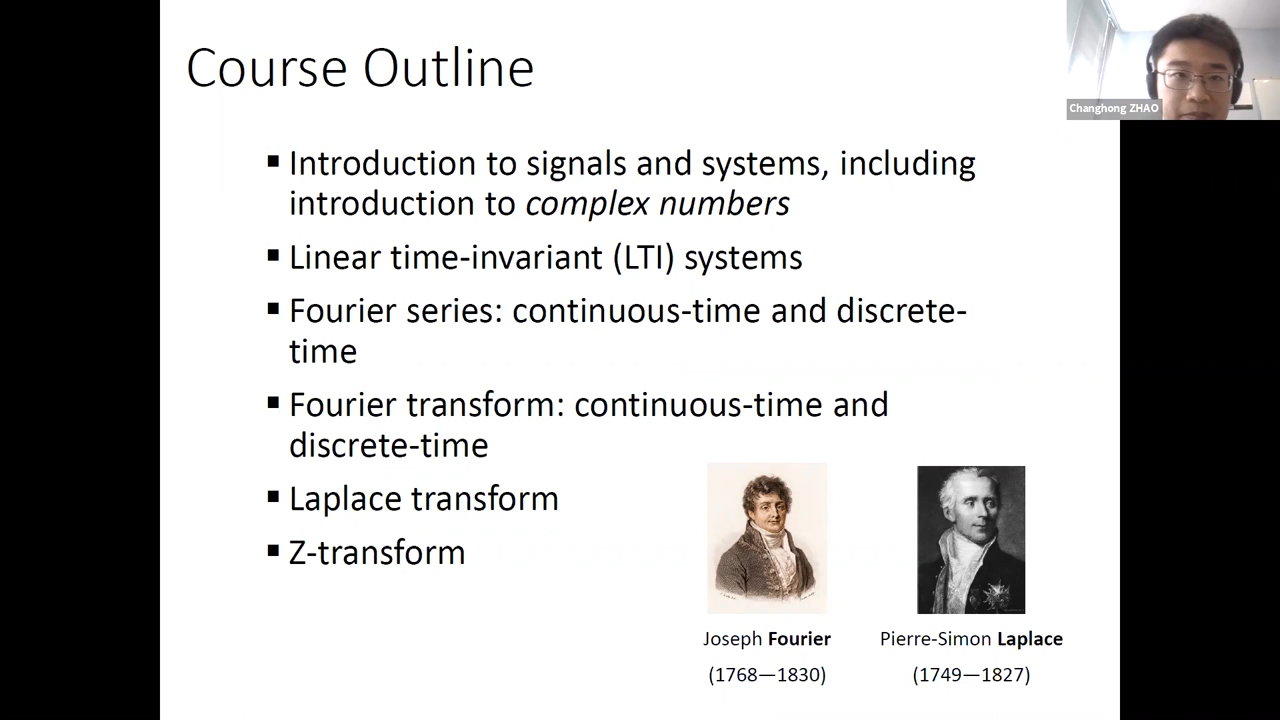 Course Outline
Changhong ZHAO
▪ Introduction to signals and systems, including
introduction to complex numbers
▪ Linear time-invariant (LTI) systems
▪ Fourier series: continuous-time and discrete-
time
▪ Fourier transform: continuous-time and
discrete-time
▪ Laplace transform
▪ Z-transform
Joseph Fourier
(1768—1830)
Pierre-Simon Laplace
(1749—1827)